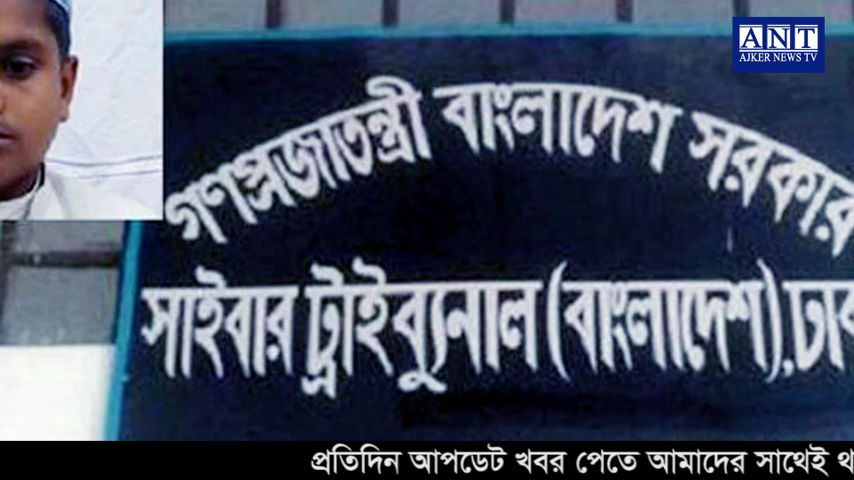 ANT
AJKER NEWS TV
গণপ্রজাতন্ত্রী বাংলাদেশ সরকার
সাইবার ট্রাইব্যুনাল (বাংলাদেশ), ঢাকা
প্রতিদিন আপডেট খবর পেতে আমাদের সাথেই